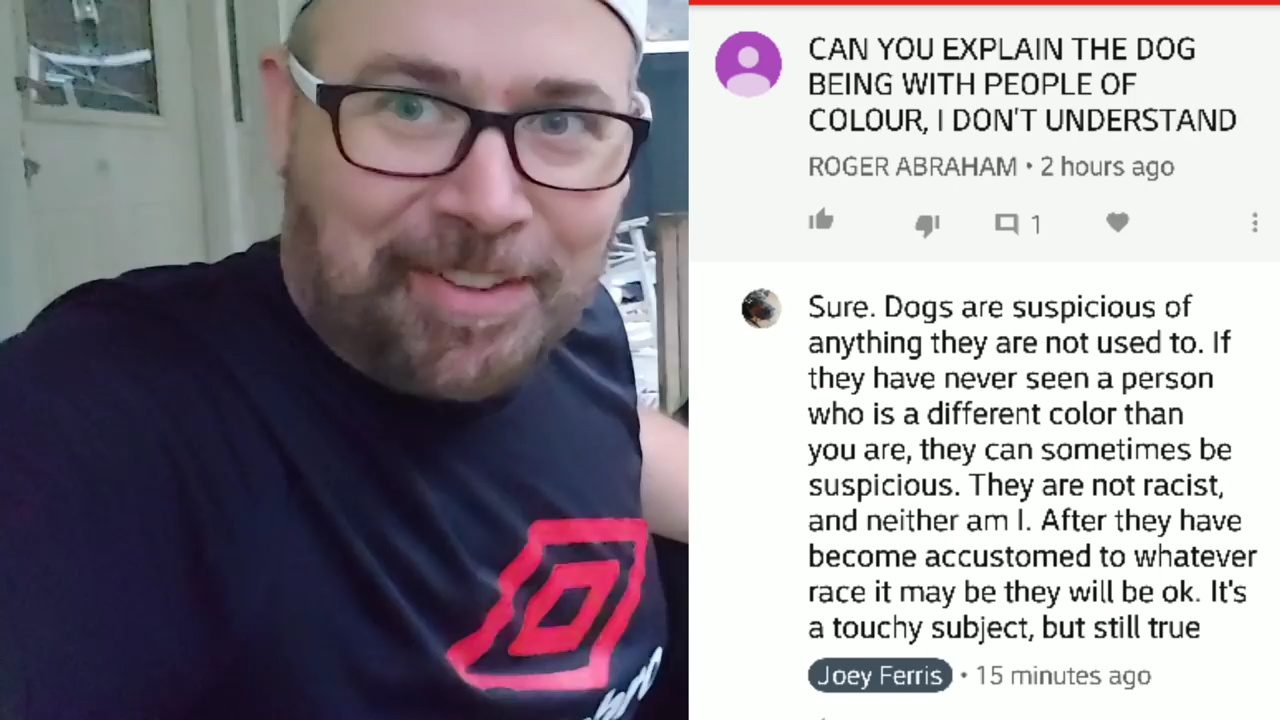 CAN YOU EXPLAIN THE DOG
BEING WITH PEOPLE OF
COLOUR, I DON'T UNDERSTAND
ROGER ABRAHAM • 2 hours ago
1
Sure. Dogs are suspicious of
anything they are not used to. If
they have never seen a person
who is a different color than
you are, they can sometimes be
suspicious. They are not racist,
and neither am I. After they have
become accustomed to whatever
race it may be they will be ok. It's
a touchy subject, but still true
Joey Ferris • 15 minutes ago